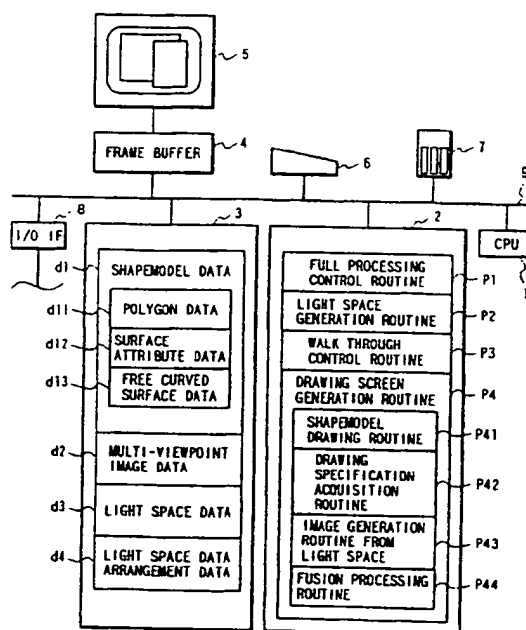 5
FRAME BUFFER
4
6
7
9
8
I/O IF
3
2
CPU
1
d1
SHAPEMODEL DATA
d11
POLYGON DATA
d12
SURFACE
ATTRIBUTE DATA
d13
FREE CURVED
SURFACE DATA
d2
MULTI-VIEWPOINT
IMAGE DATA
d3
LIGHT SPACE DATA
d4
LIGHT SPACE DATA
ARRANGEMENT DATA
FULL PROCESSING
CONTROL ROUTINE
P1
LIGHT SPACE
GENERATION ROUTINE
P2
WALK THROUGH
CONTROL ROUTINE
P3
DRAWING SCREEN
GENERATION ROUTINE
P4
SHAPEMODEL
DRAWING ROUTINE
P41
DRAWING
SPECIFICATION
ACQUISITION
ROUTINE
P42
IMAGE GENERATION
ROUTINE FROM
LIGHT SPACE
P43
FUSION PROCESSING
ROUTINE
P44